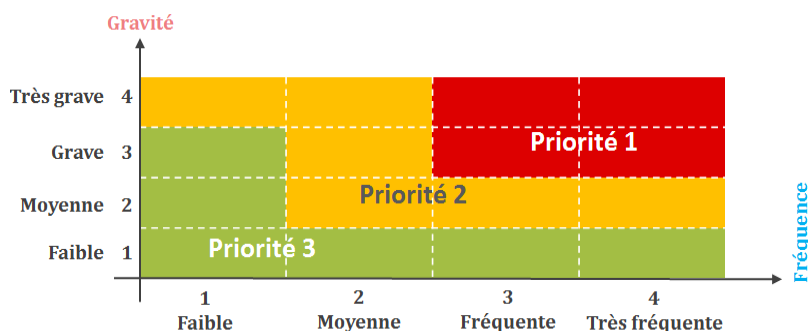 Gravité
Très grave 4
Grave 3
Priorité 1
Moyenne 2
Priorité 2
Faible 1
Priorité 3
Fréquence
1 2 3 4
Faible Moyenne Fréquente Très fréquente